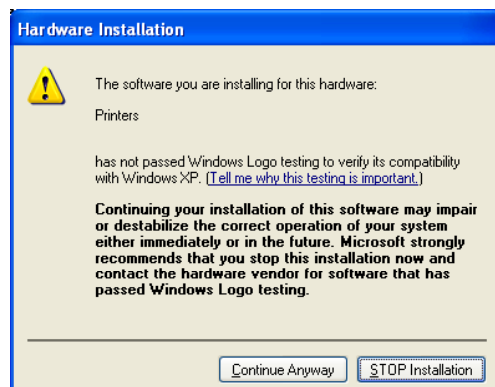 Hardware Installation
The software you are installing for this hardware:
Printers
has not passed Windows Logo testing to verify its compatibility
with Windows XP. (Tell me why this testing is important.)
Continuing your installation of this software may impair
or destabilize the correct operation of your system
either immediately or in the future. Microsoft strongly
recommends that you stop this installation now and
contact the hardware vendor for software that has
passed Windows Logo testing.
Continue Anyway
STOP Installation